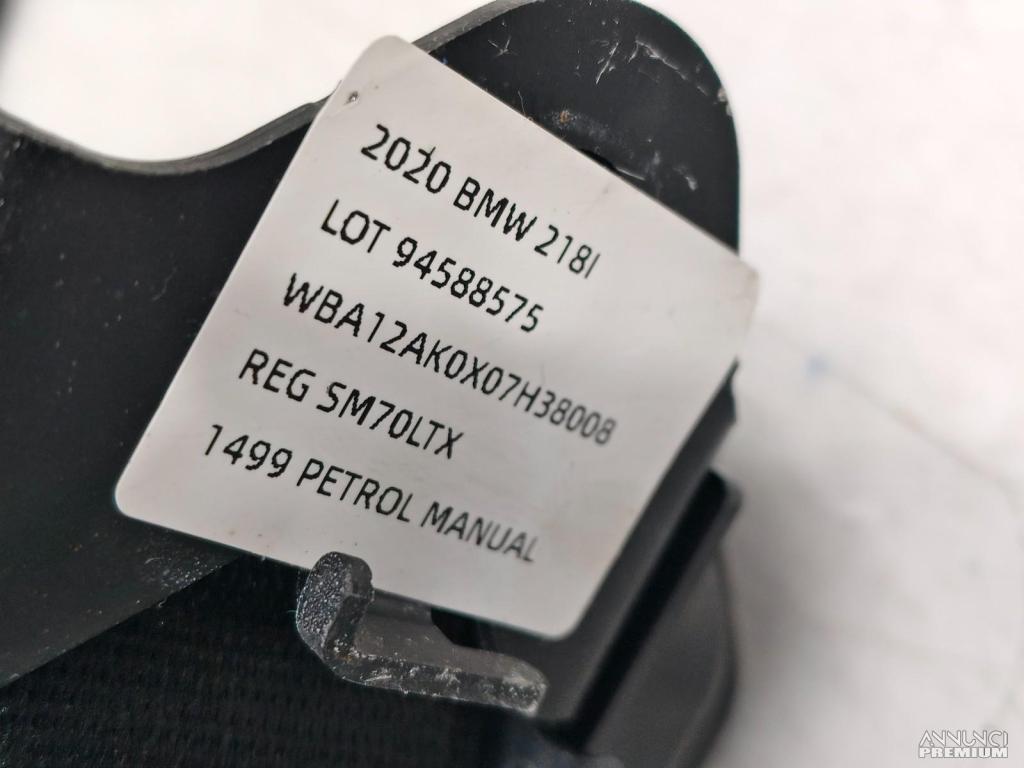 2020 BMW 218I
LOT 94588575
WBA12AK0X07H38008
REG SM70LTX
1499 PETROL MANUAL
ANNUNCI
PREMIUM